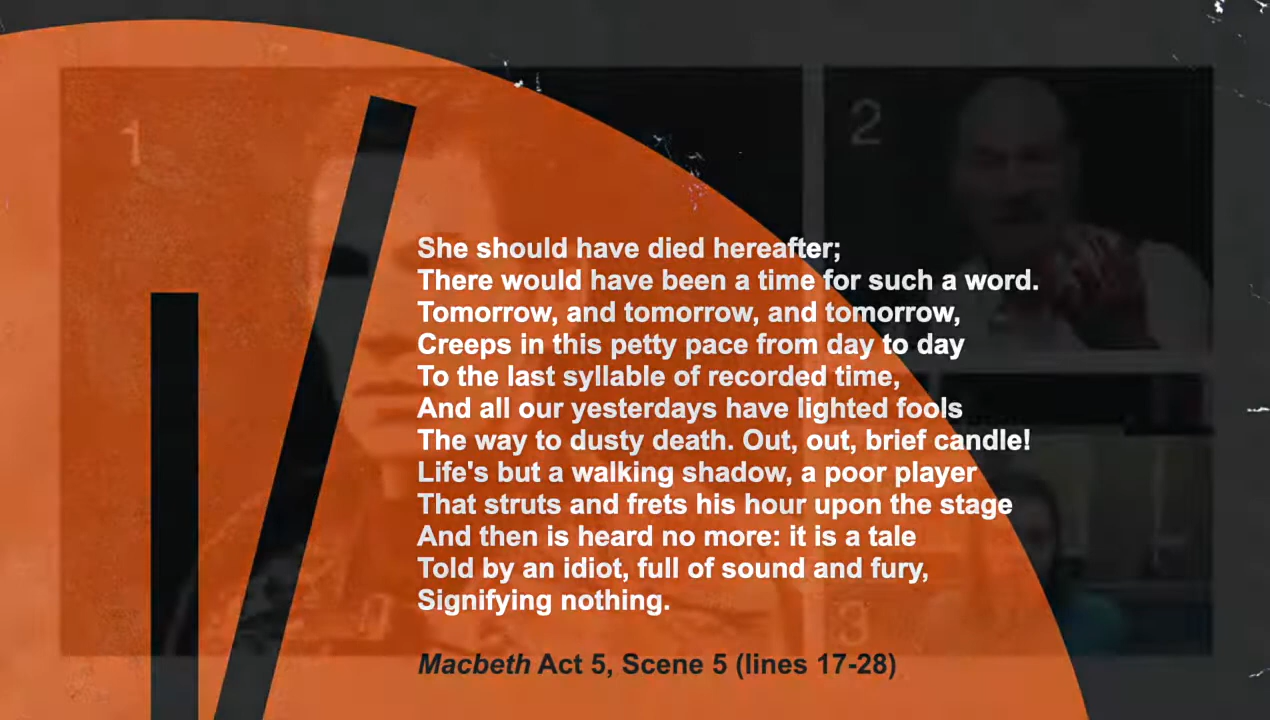 1
2
She should have died hereafter;
There would have been a time for such a word.
Tomorrow, and tomorrow, and tomorrow,
Creeps in this petty pace from day to day
To the last syllable of recorded time,
And all our yesterdays have lighted fools
The way to dusty death. Out, out, brief candle!
Life's but a walking shadow, a poor player
That struts and frets his hour upon the stage
And then is heard no more: it is a tale
Told by an idiot, full of sound and fury,
Signifying nothing.
3
Macbeth Act 5, Scene 5 (lines 17-28)